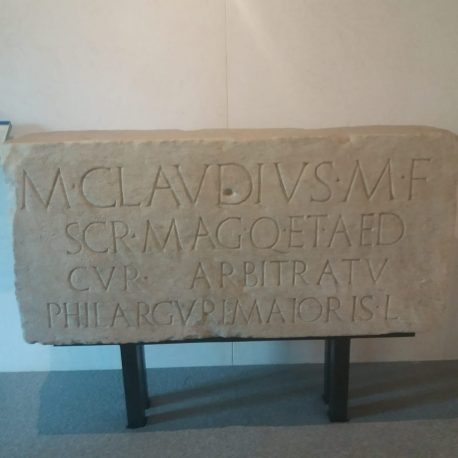 M·CLAVDIVS·M·F
SCR·MAG·Q·ET·AED
CVR· ARBITRATV
PHILARGVRI·MAIORIS·L